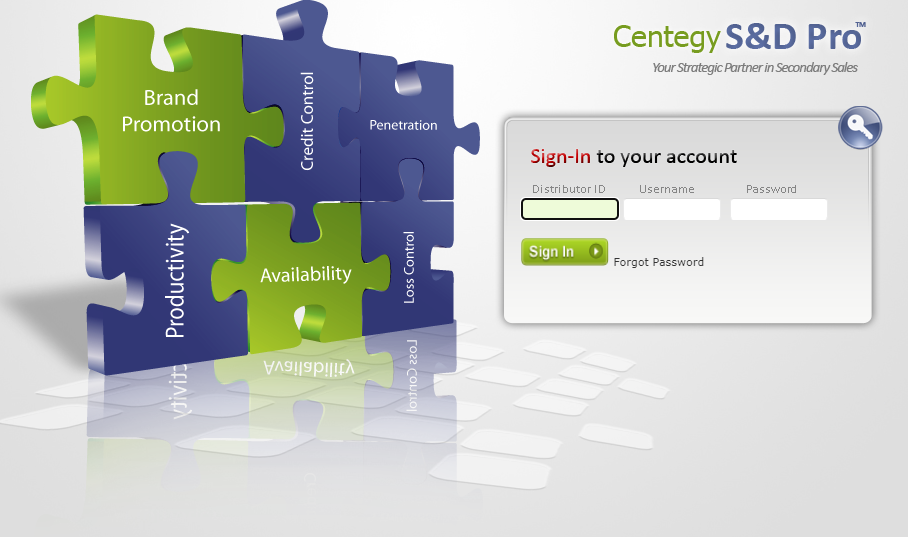 Centegy S&D Pro™
Your Strategic Partner in Secondary Sales
Brand
Promotion
Credit Control
Penetration
Productivity
Availability
Loss Control
Sign-In to your account
Distributor ID
Username
Password
Sign In
Forgot Password